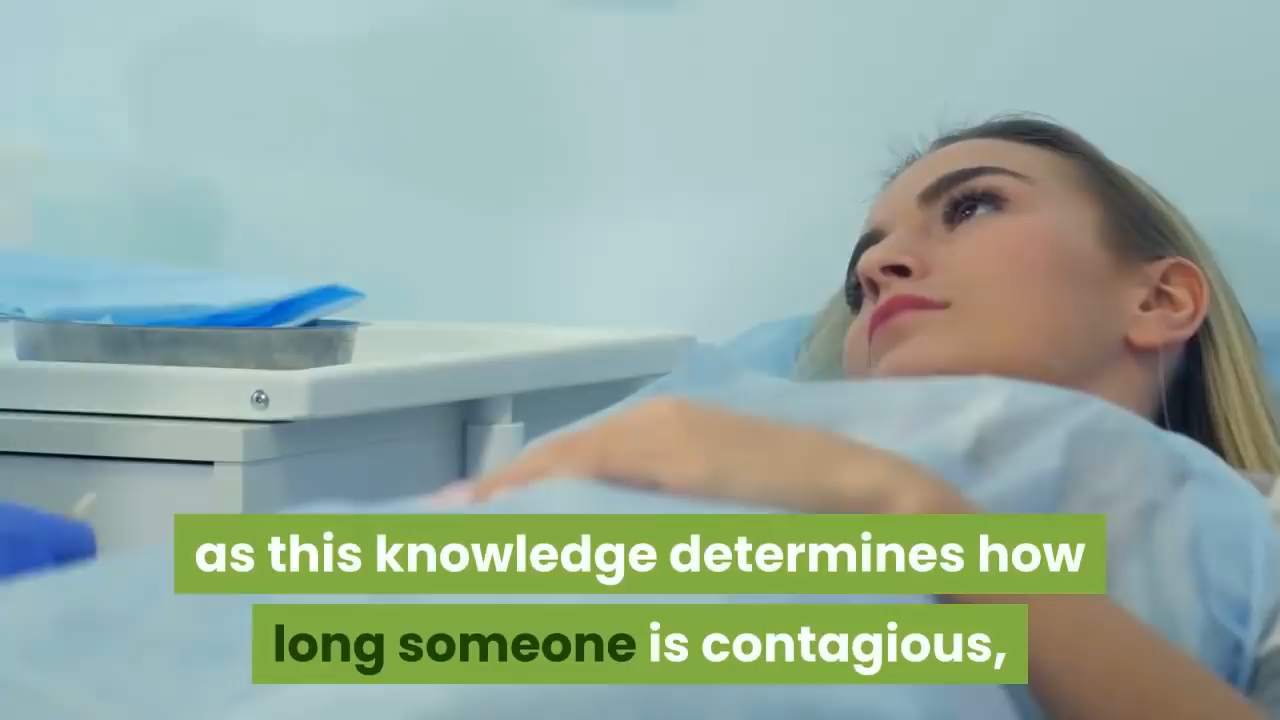 as this knowledge determines how
long someone is contagious,